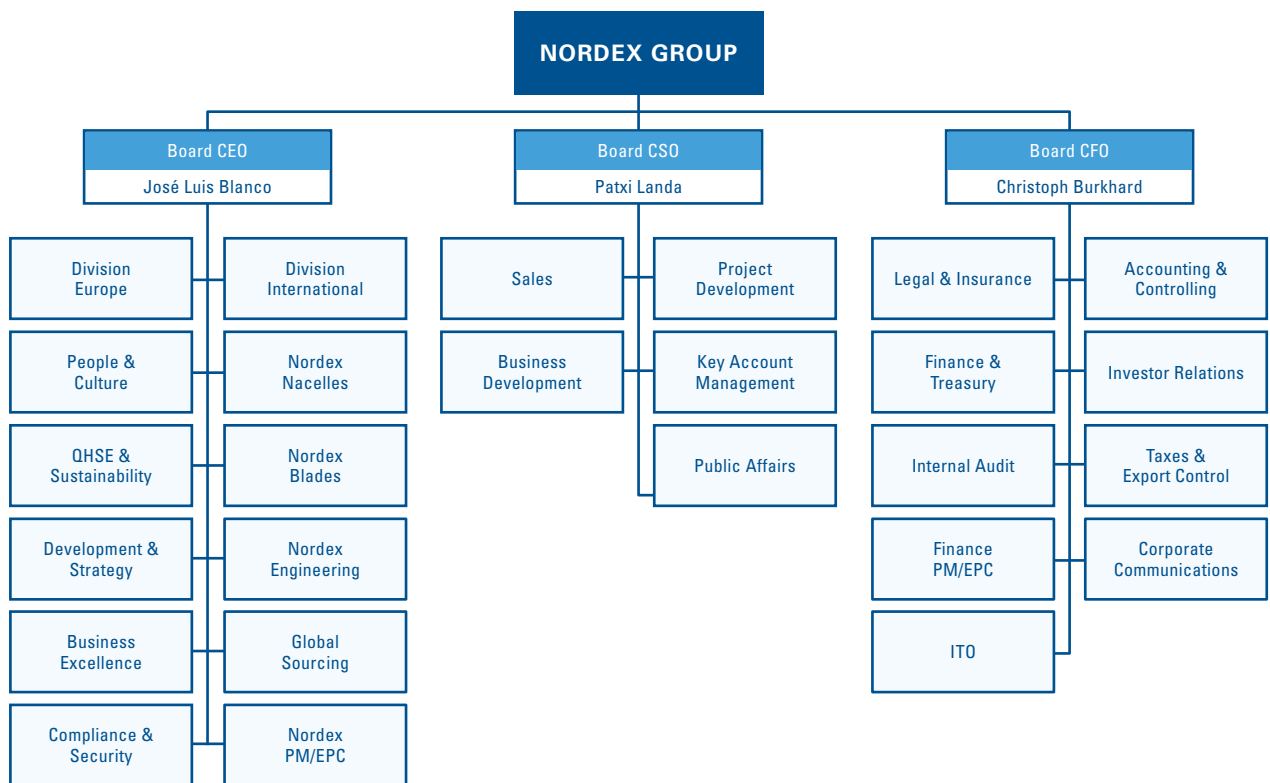 NORDEX GROUP
Board CEO
José Luis Blanco
Board CSO
Patxi Landa
Board CFO
Christoph Burkhard
Division
Europe
Division
International
People &
Culture
Nordex
Nacelles
QHSE &
Sustainability
Nordex
Blades
Development &
Strategy
Nordex
Engineering
Business
Excellence
Global
Sourcing
Compliance &
Security
Nordex
PM/EPC
Sales
Project
Development
Business
Development
Key Account
Management
Public Affairs
Legal & Insurance
Accounting &
Controlling
Finance &
Treasury
Investor Relations
Internal Audit
Taxes &
Export Control
Finance
PM/EPC
Corporate
Communications
ITO